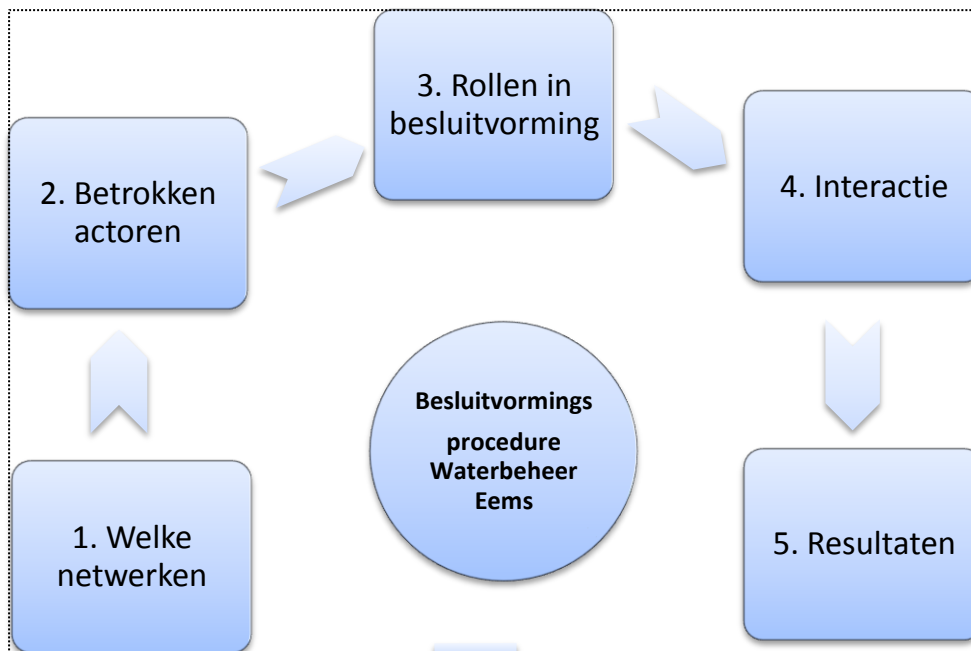 3. Rollen in
besluitvorming
2. Betrokken
actoren
4. Interactie
Besluitvormings
procedure
Waterbeheer
Eems
1. Welke
netwerken
5. Resultaten